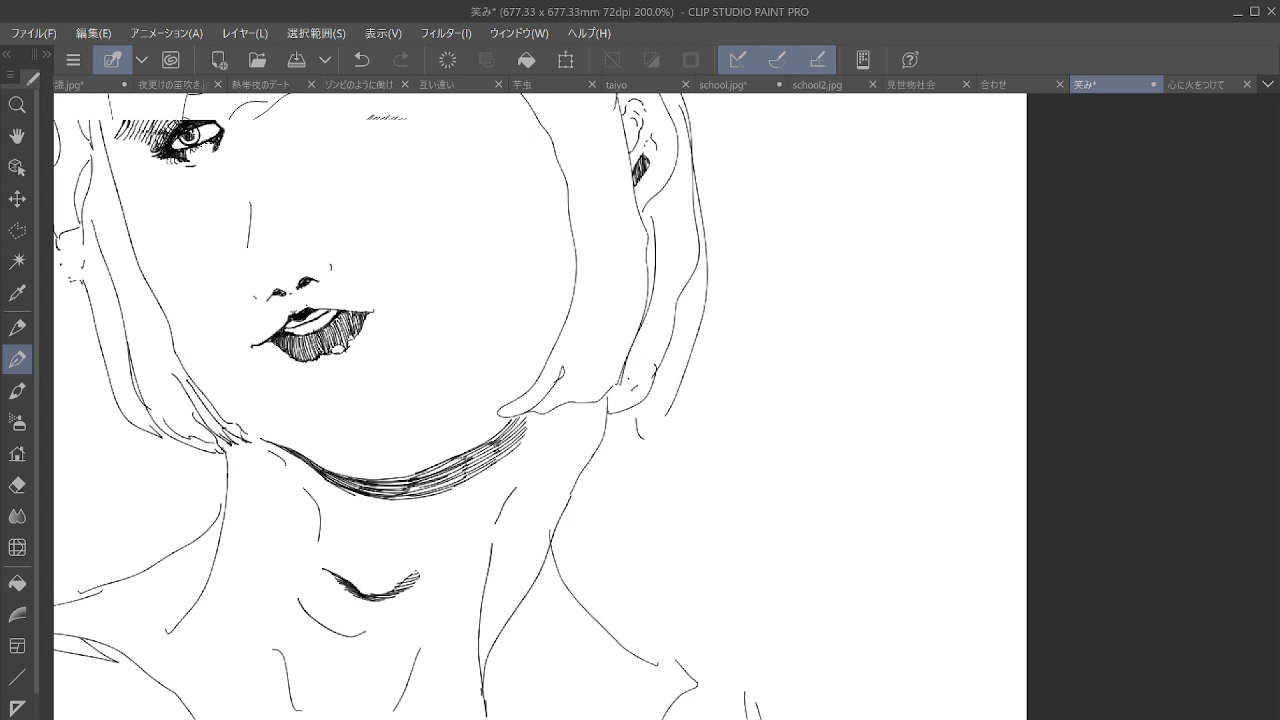 笑み* (677.33 x 677.33mm 72dpi 200.0%) - CLIP STUDIO PAINT PRO
ファイル(F) 編集(E) アニメーション(A) レイヤー(L) 選択範囲(S) 表示(V) フィルター(I) ウィンドウ(W) ヘルプ(H)
.jpg* 夜更けの笛吹き.j 熱帯夜のデート ゾンビのように働け 互い違い 芋虫 taiyo school.jpg* school2.jpg 見世物社会 合わせ 笑み* 心に火をつけて